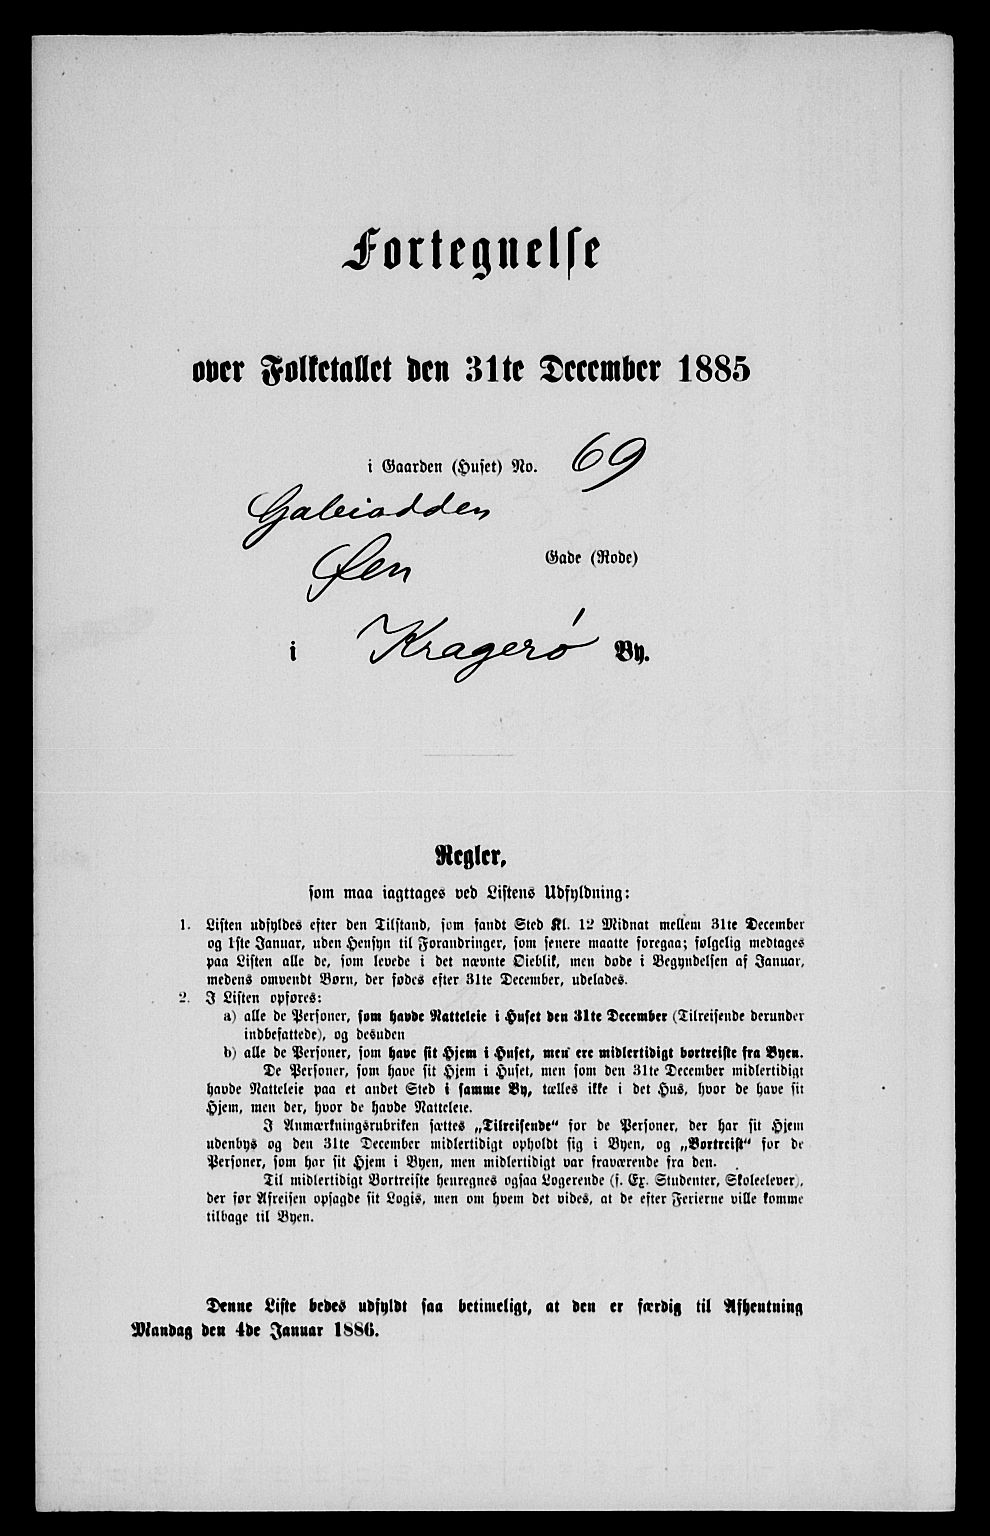 Fortegnelse
over Folketallet den 31te December 1885
i Gaarden (Huset) No. 69
Galeiodden
Øen Gade (Rode)
i Kragerø By.
Regler,
som maa iagttages ved Listens Udfyldning:
1. Listen udfyldes efter den Tilstand, som fandt Sted Kl. 12 Midnat mellem 31te December
og 1ste Januar, uden Hensyn til Forandringer, som senere maatte foregaa; følgelig medtages
paa Listen alle de, som levede i det nævnte Øieblik, men døde i Begyndelsen af Januar,
medens omvendt Børn, der fødes efter 31te December, udelades.
2. I Listen opføres:
a) alle de Personer, som havde Natteleie i Huset den 31te December (Tilreisende derunder
indbefattede), og desuden
b) alle de Personer, som have sit Hjem i Huset, men ere midlertidigt bortreiste fra Byen.
De Personer, som have sit Hjem i Huset, men som den 31te December midlertidigt
havde Natteleie paa et andet Sted i samme By, tælles ikke i det Hus, hvor de have sit
Hjem, men der, hvor de havde Natteleie.
I Anmærkningsrubriken sættes „Tilreisende“ for de Personer, der har sit Hjem
udenbys og den 31te December midlertidigt opholdt sig i Byen, og „Bortreist“ for de
Personer, som har sit Hjem i Byen, men midlertidigt var fraværende fra den.
Til midlertidigt Bortreiste henregnes ogsaa Logerende (f. Ex. Studenter, Skoleelever),
der før Afreisen opsagde sit Logis, men om hvem det vides, at de efter Ferierne ville komme
tilbage til Byen.
Denne Liste bedes udfyldt saa betimeligt, at den er færdig til Afhentning
Mandag den 4de Januar 1886.